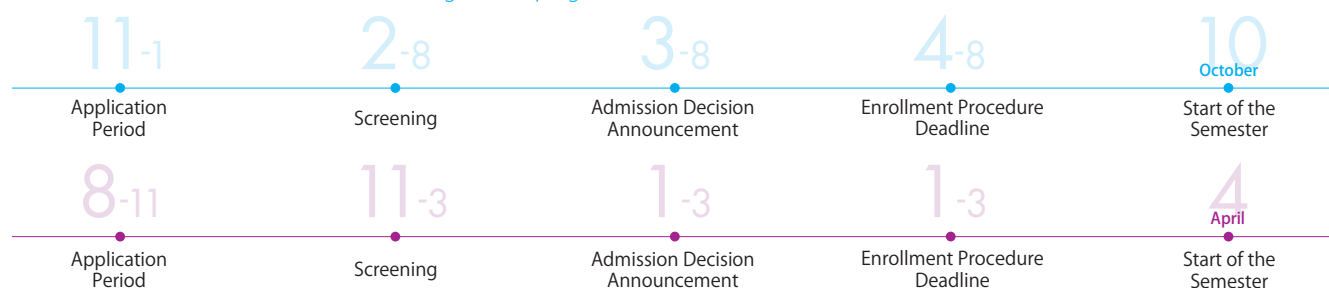 11-1
2-8
3-8
4-8
10
October
Application
Period
Screening
Admission Decision
Announcement
Enrollment Procedure
Deadline
Start of the
Semester
8-11
11-3
1-3
1-3
4
April
Application
Period
Screening
Admission Decision
Announcement
Enrollment Procedure
Deadline
Start of the
Semester